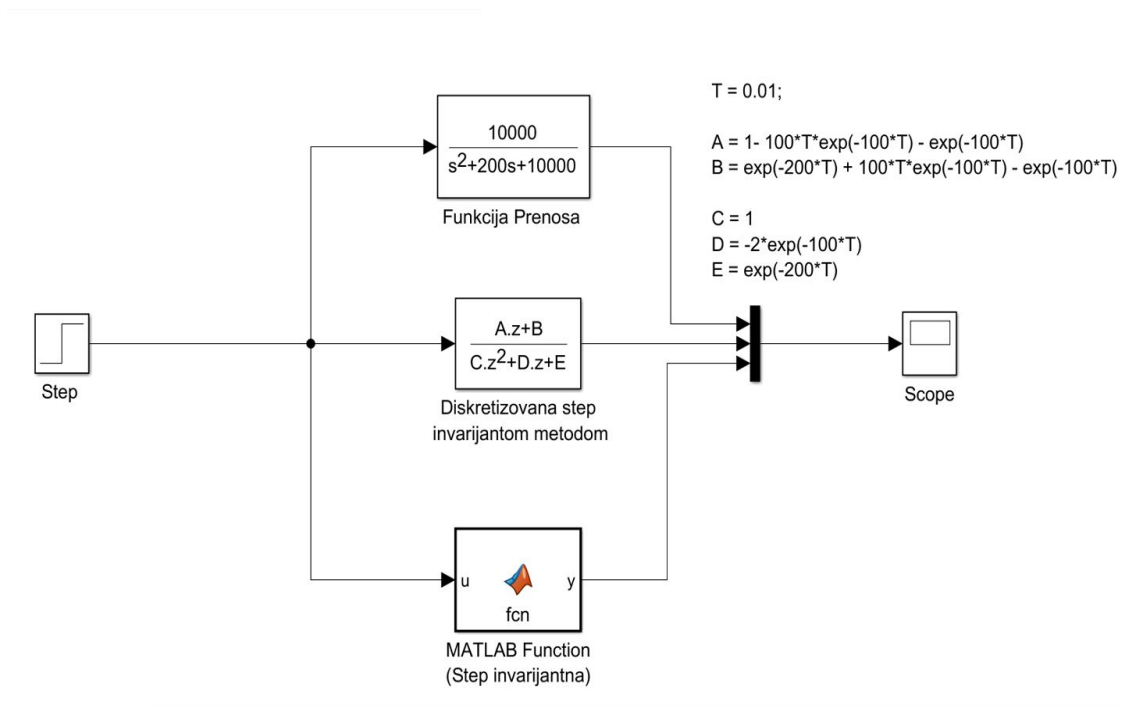 T = 0.01;
A = 1- 100*T*exp(-100*T) - exp(-100*T)
B = exp(-200*T) + 100*T*exp(-100*T) - exp(-100*T)
C = 1
D = -2*exp(-100*T)
E = exp(-200*T)
10000
s2+200s+10000
Funkcija Prenosa
Step
A.z+B
C.z2+D.z+E
Diskretizovana step
invarijantom metodom
Scope
u
y
fcn
MATLAB Function
(Step invarijantna)